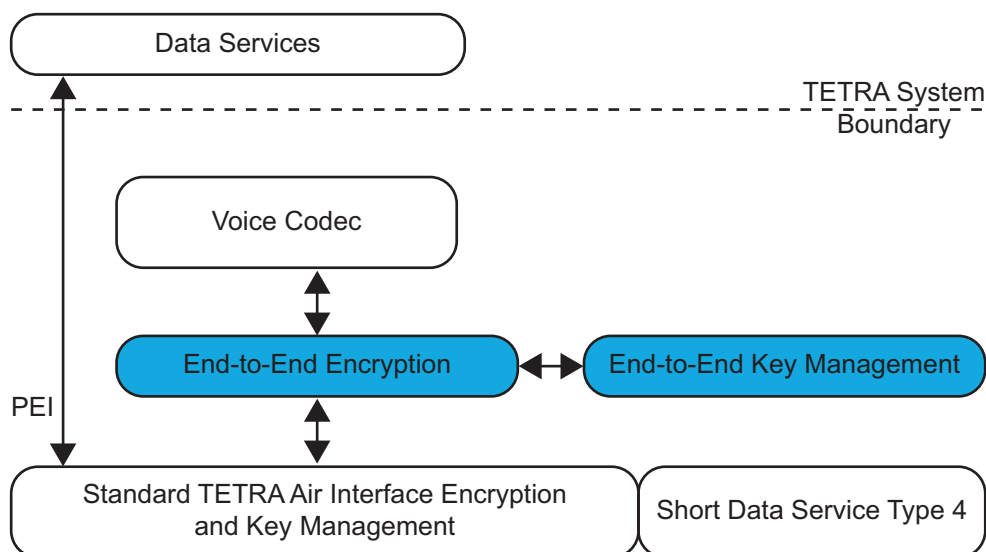 Data Services
TETRA System
Boundary
Voice Codec
End-to-End Encryption
End-to-End Key Management
PEI
Standard TETRA Air Interface Encryption
and Key Management
Short Data Service Type 4